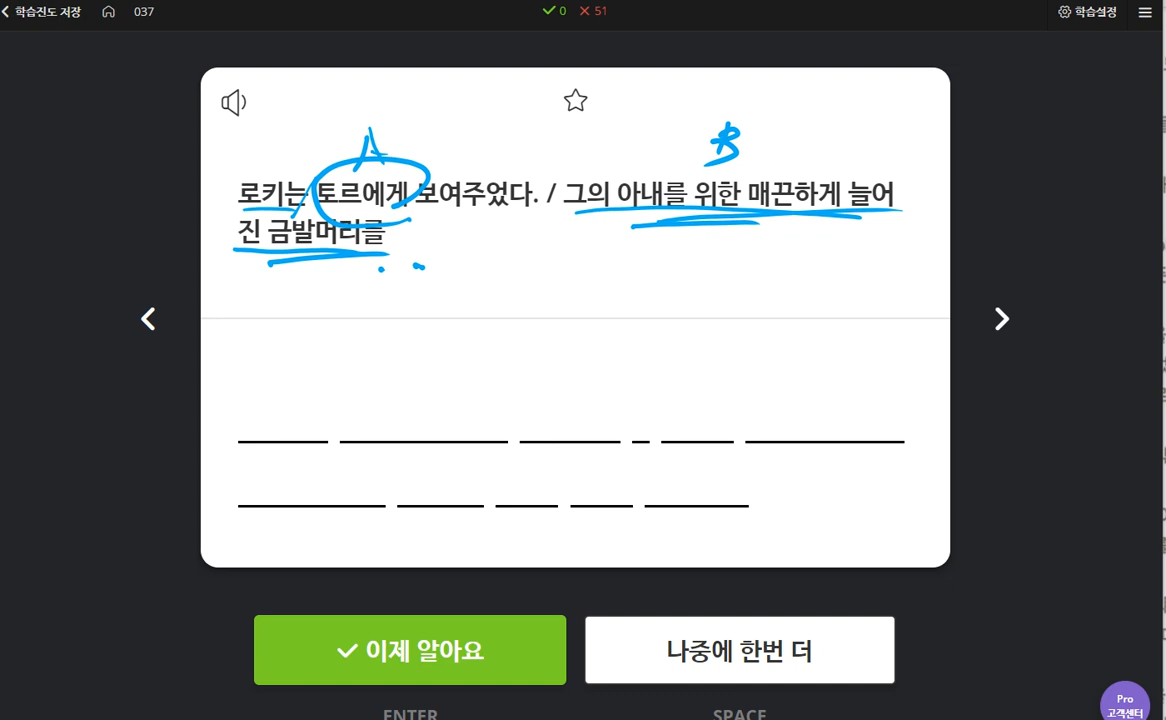 학습진도 저장 037 0 51 학습설정
A B
로키는 토르에게 보여주었다. / 그의 아내를 위한 매끈하게 늘어
진 금발머리를
이제 알아요 나중에 한번 더
ENTER SPACE
Pro
고객센터